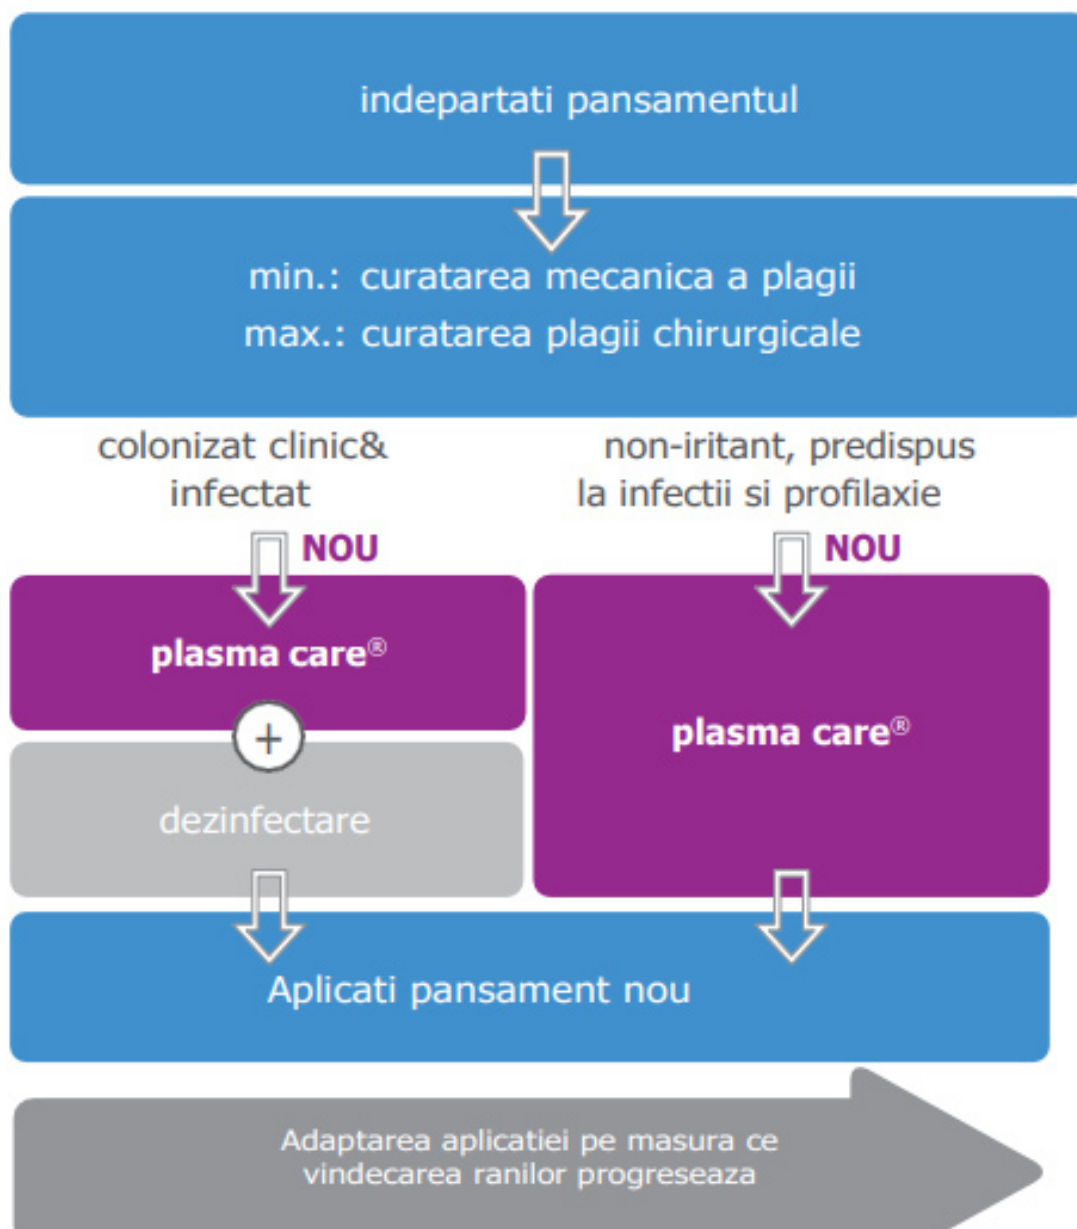 indepartati pansamentul
min.: curatarea mecanica a plagii
max.: curatarea plagii chirurgicale
colonizat clinic&
infectat
non-iritant, predispus
la infectii si profilaxie
NOU
NOU
plasma care®
+
dezinfectare
plasma care®
Aplicati pansament nou
Adaptarea aplicatiei pe masura ce
vindecarea ranilor progreseaza